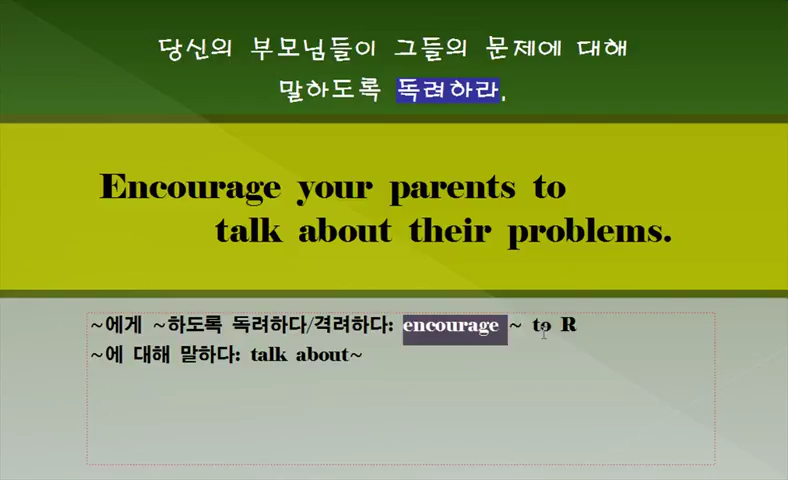 당신의 부모님들이 그들의 문제에 대해
말하도록 독려하라.
Encourage your parents to
talk about their problems.
~에게 ~하도록 독려하다/격려하다: encourage ~ to R
~에 대해 말하다: talk about~